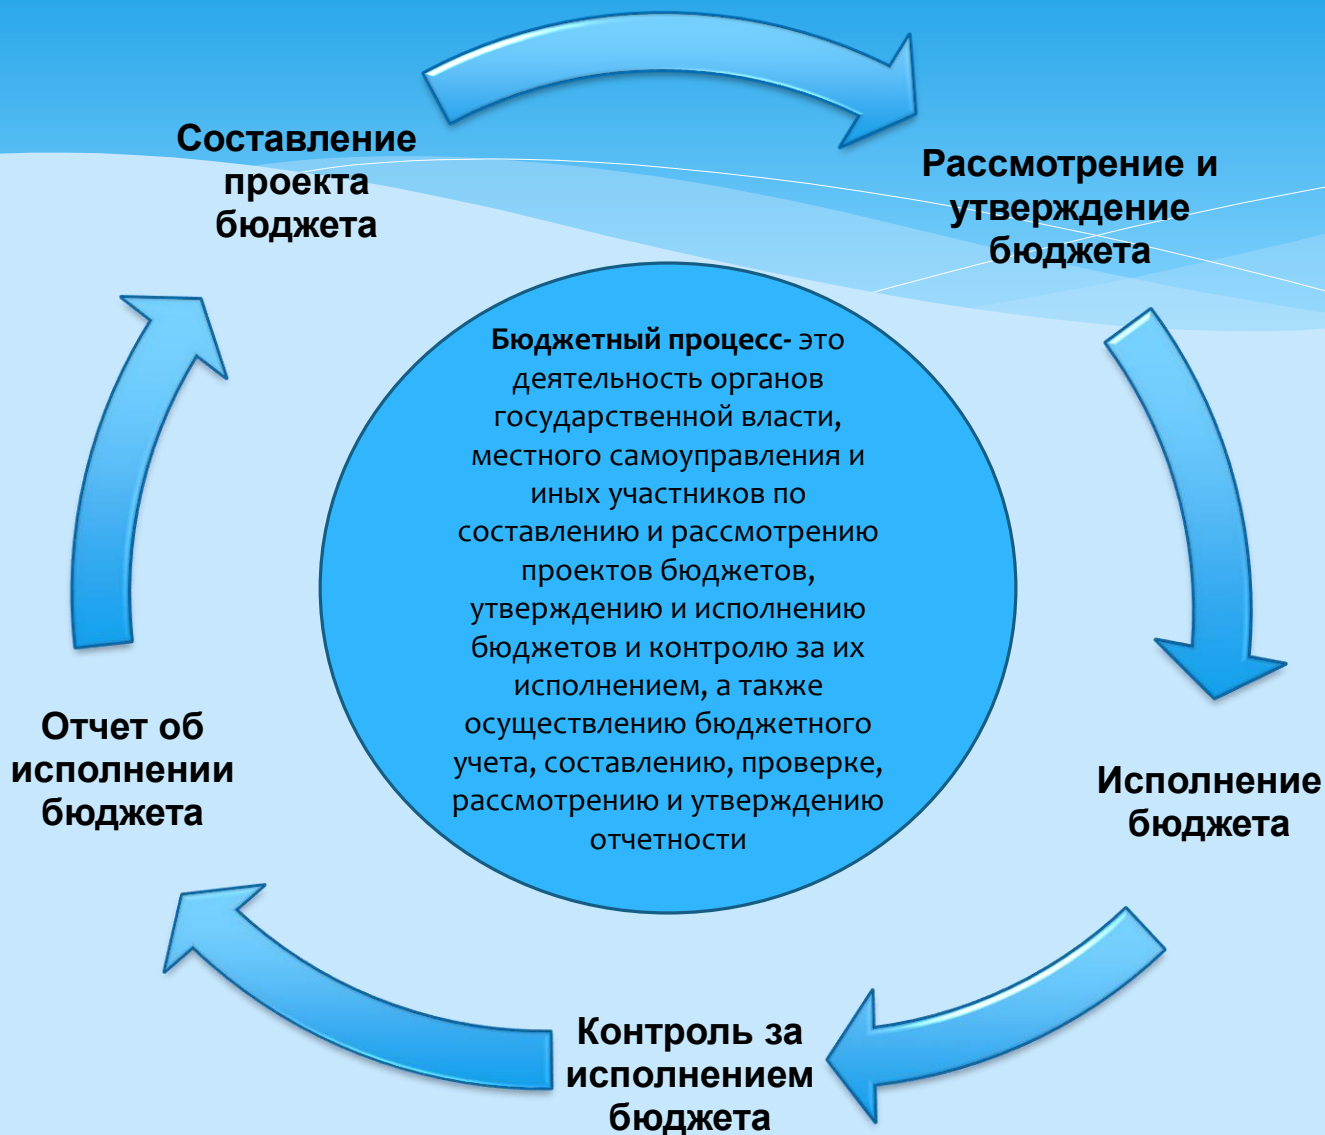 Составление
проекта
бюджета
Рассмотрение и
утверждение
бюджета
Бюджетный процесс- это
деятельность органов
государственной власти,
местного самоуправления и
иных участников по
составлению и рассмотрению
проектов бюджетов,
утверждению и исполнению
бюджетов и контролю за их
исполнением, а также
осуществлению бюджетного
учета, составлению, проверке,
рассмотрению и утверждению
отчетности
Исполнение
бюджета
Контроль за
исполнением
бюджета
Отчет об
исполнении
бюджета